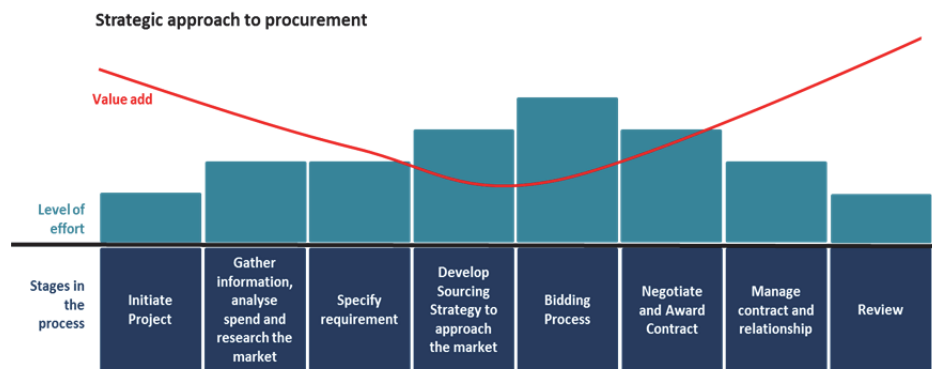 Strategic approach to procurement
Value add
Level of
effort
Stages in
the
process
Initiate
Project
Gather
information,
analyse
spend and
research the
market
Specify
requirement
Develop
Sourcing
Strategy to
approach
the market
Bidding
Process
Negotiate
and Award
Contract
Manage
contract and
relationship
Review